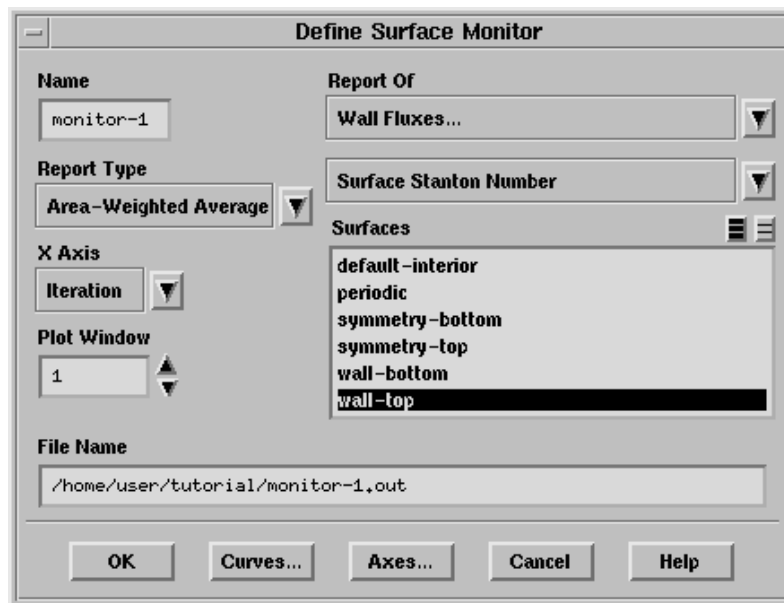 Define Surface Monitor
Name
monitor-1
Report Type
Area-Weighted Average
X Axis
Iteration
Plot Window
1
Report Of
Wall Fluxes...
Surface Stanton Number
Surfaces
default-interior
periodic
symmetry-bottom
symmetry-top
wall-bottom
wall-top
File Name
/home/user/tutorial/monitor-1.out
OK
Curves...
Axes...
Cancel
Help